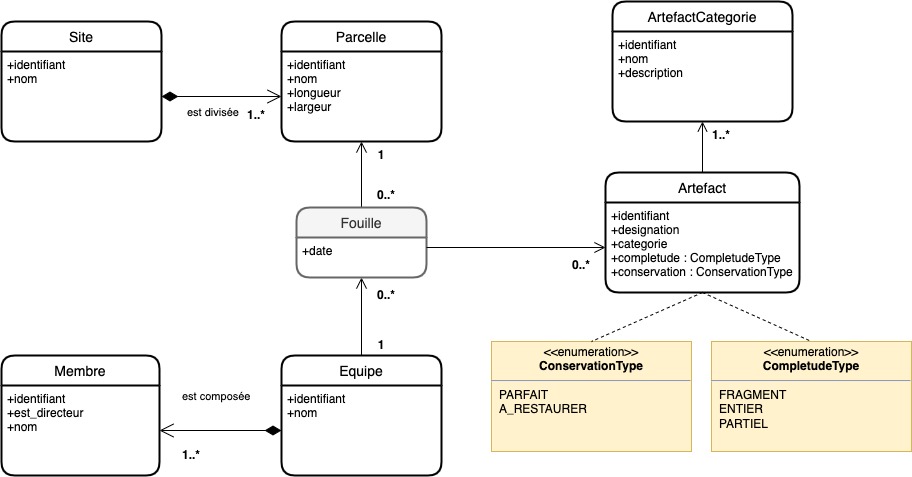 Site
+identifiant
+nom
est divisée
1..*
Parcelle
+identifiant
+nom
+longueur
+largeur
ArtefactCategorie
+identifiant
+nom
+description
1..*
1
0..*
Fouille
+date
0..*
Artefact
+identifiant
+designation
+categorie
+completude : CompletudeType
+conservation : ConservationType
0..*
1
Membre
+identifiant
+est_directeur
+nom
est composée
1..*
Equipe
+identifiant
+nom
<<enumeration>>
ConservationType
PARFAIT
A_RESTAURER
<<enumeration>>
CompletudeType
FRAGMENT
ENTIER
PARTIEL